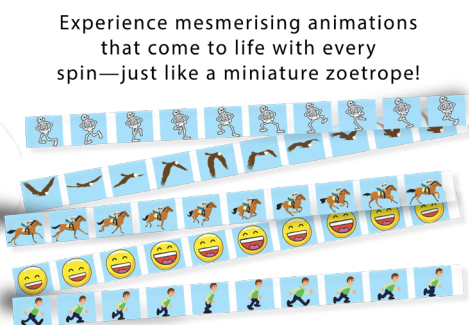 Experience mesmerising animations
that come to life with every
spin—just like a miniature zoetrope!